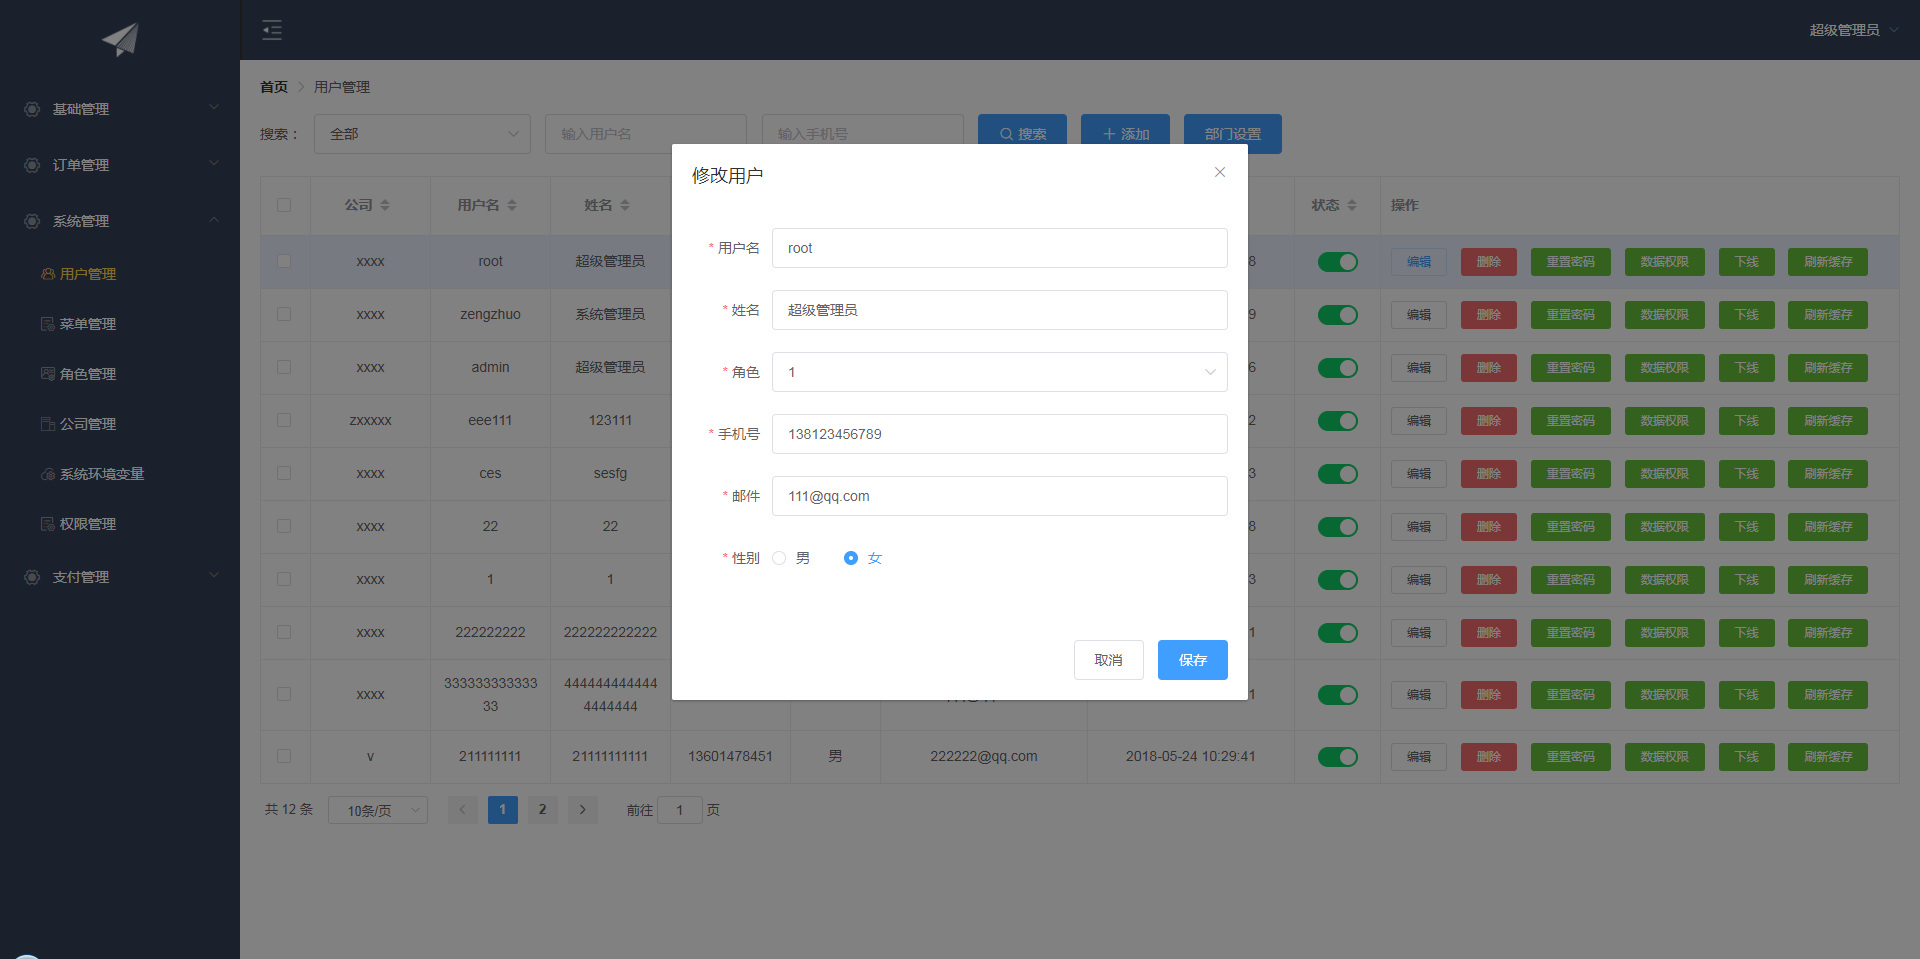 超级管理员
基础管理
订单管理
系统管理
用户管理
菜单管理
角色管理
公司管理
系统环境变量
权限管理
支付管理
首页 用户管理
搜索： 全部 输入用户名 输入手机号 搜索 添加 部门设置
公司 用户名 姓名 状态 操作
xxxx root 超级管理员 8 编辑 删除 重置密码 数据权限 下线 刷新缓存
xxxx zengzhuo 系统管理员 9 编辑 删除 重置密码 数据权限 下线 刷新缓存
xxxx admin 超级管理员 6 编辑 删除 重置密码 数据权限 下线 刷新缓存
zxxxxx eee111 123111 2 编辑 删除 重置密码 数据权限 下线 刷新缓存
xxxx ces sesfg 3 编辑 删除 重置密码 数据权限 下线 刷新缓存
xxxx 22 22 8 编辑 删除 重置密码 数据权限 下线 刷新缓存
xxxx 1 1 3 编辑 删除 重置密码 数据权限 下线 刷新缓存
xxxx 222222222 222222222222 1 编辑 删除 重置密码 数据权限 下线 刷新缓存
xxxx 333333333333 444444444444 1 编辑 删除 重置密码 数据权限 下线 刷新缓存
33 4444444
v 211111111 21111111111 13601478451 男 222222@qq.com 2018-05-24 10:29:41 编辑 删除 重置密码 数据权限 下线 刷新缓存
共 12 条 10条/页 1 2 前往 1 页
修改用户
* 用户名 root
* 姓名 超级管理员
* 角色 1
* 手机号 138123456789
* 邮件 111@qq.com
* 性别 男 女
取消 保存